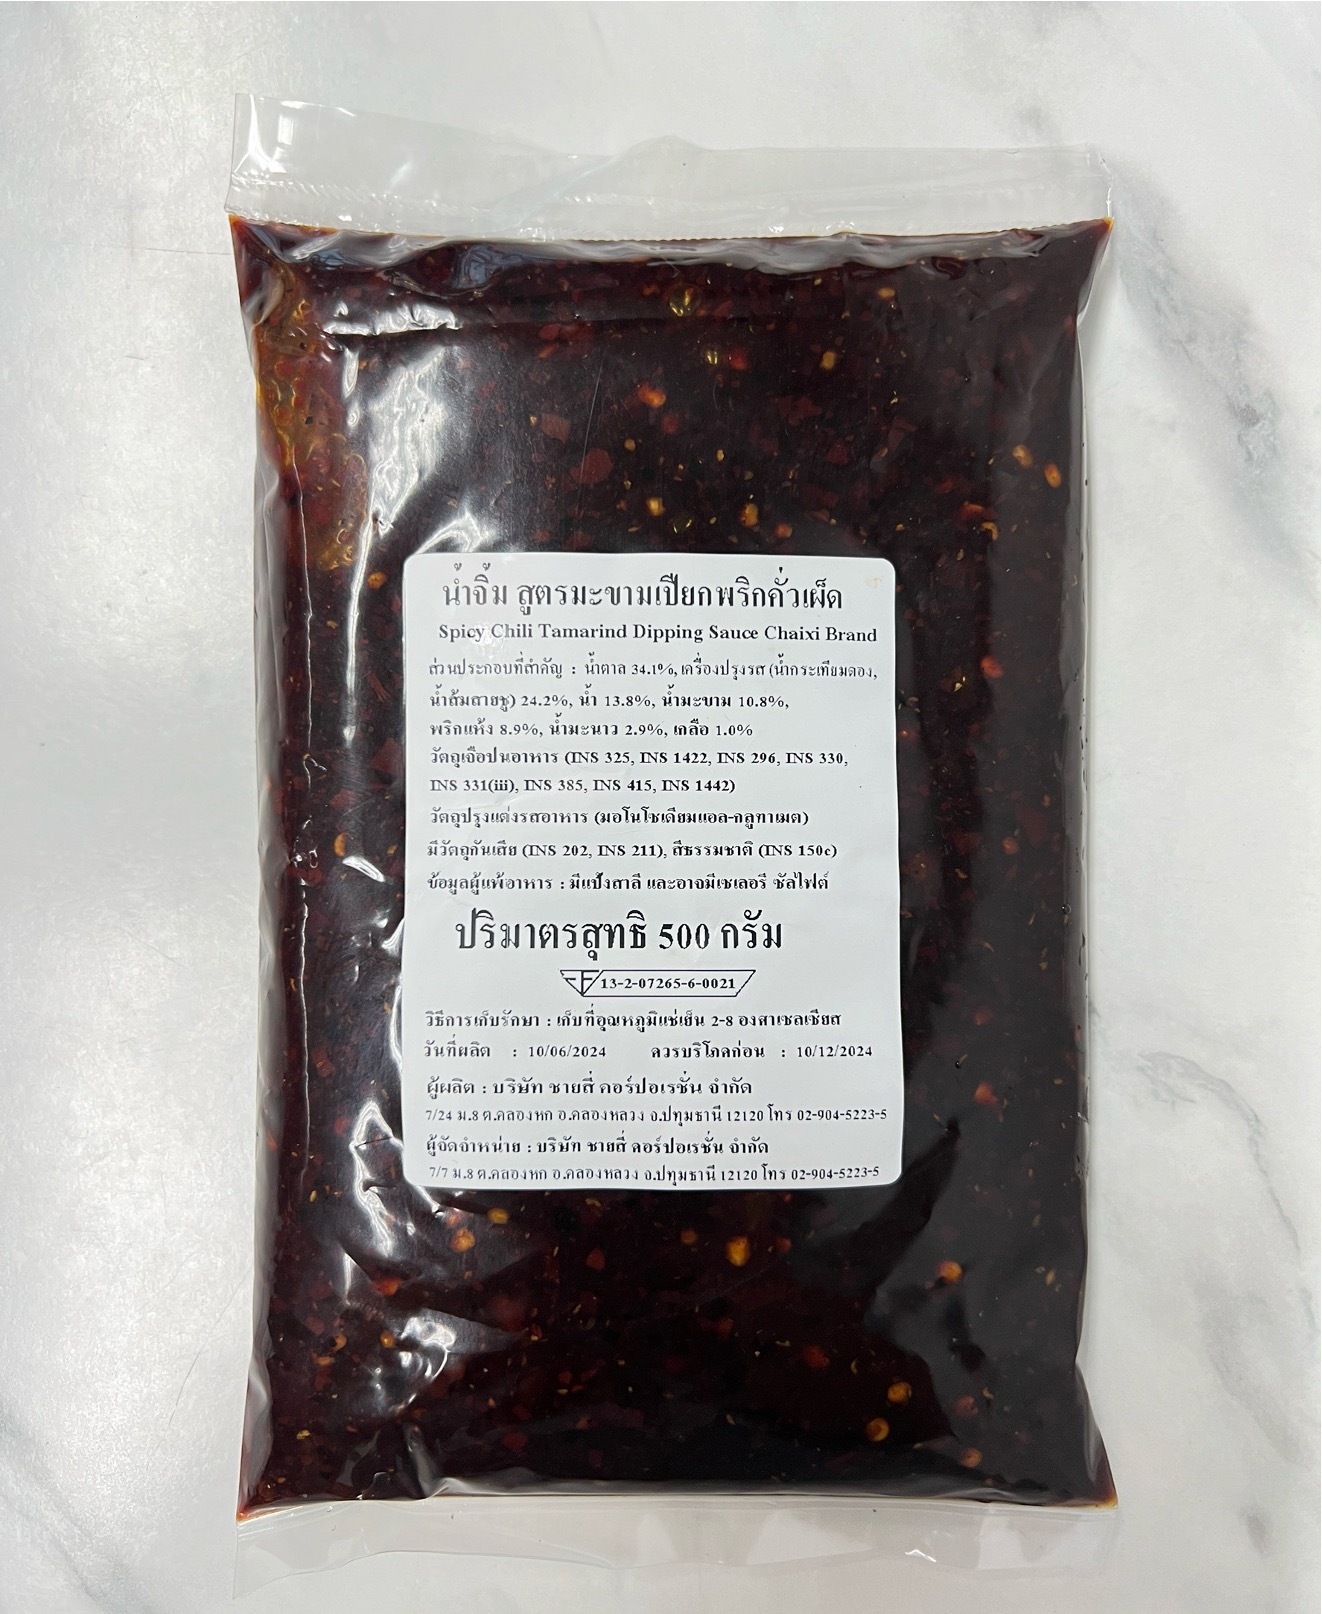 น้ำจิ้ม สูตรมะขามเปียกพริกคั่วเผ็ด
Spicy Chili Tamarind Dipping Sauce Chaixi Brand
ส่วนประกอบที่สำคัญ : น้ำตาล 34.1%, เครื่องปรุงรส (น้ำกระเทียมดอง,
น้ำส้มสายชู) 24.2%, น้ำ 13.8%, น้ำมะขาม 10.8%,
พริกแห้ง 8.9%, น้ำมะนาว 2.9%, เกลือ 1.0%
วัตถุเจือปนอาหาร (INS 325, INS 1422, INS 296, INS 330,
INS 331(iii), INS 385, INS 415, INS 1442)
วัตถุปรุงแต่งรสอาหาร (มอโนโซเดียมแอล-กลูทาเมต)
มีวัตถุกันเสีย (INS 202, INS 211), สีธรรมชาติ (INS 150c)
ข้อมูลผู้แพ้อาหาร : มีแป้งสาลี และอาจมีเซเลอรี ซัลไฟต์
ปริมาตรสุทธิ 500 กรัม
13-2-07265-6-0021
วิธีการเก็บรักษา : เก็บที่อุณหภูมิแช่เย็น 2-8 องศาเซลเซียส
วันที่ผลิต : 10/06/2024 ควรบริโภคก่อน : 10/12/2024
ผู้ผลิต : บริษัท ชายสี่ คอร์ปอเรชั่น จำกัด
7/24 ม.8 ต.คลองหก อ.คลองหลวง จ.ปทุมธานี 12120 โทร 02-904-5223-5
ผู้จัดจำหน่าย : บริษัท ชายสี่ คอร์ปอเรชั่น จำกัด
7/7 ม.8 ต.คลองหก อ.คลองหลวง จ.ปทุมธานี 12120 โทร 02-904-5223-5